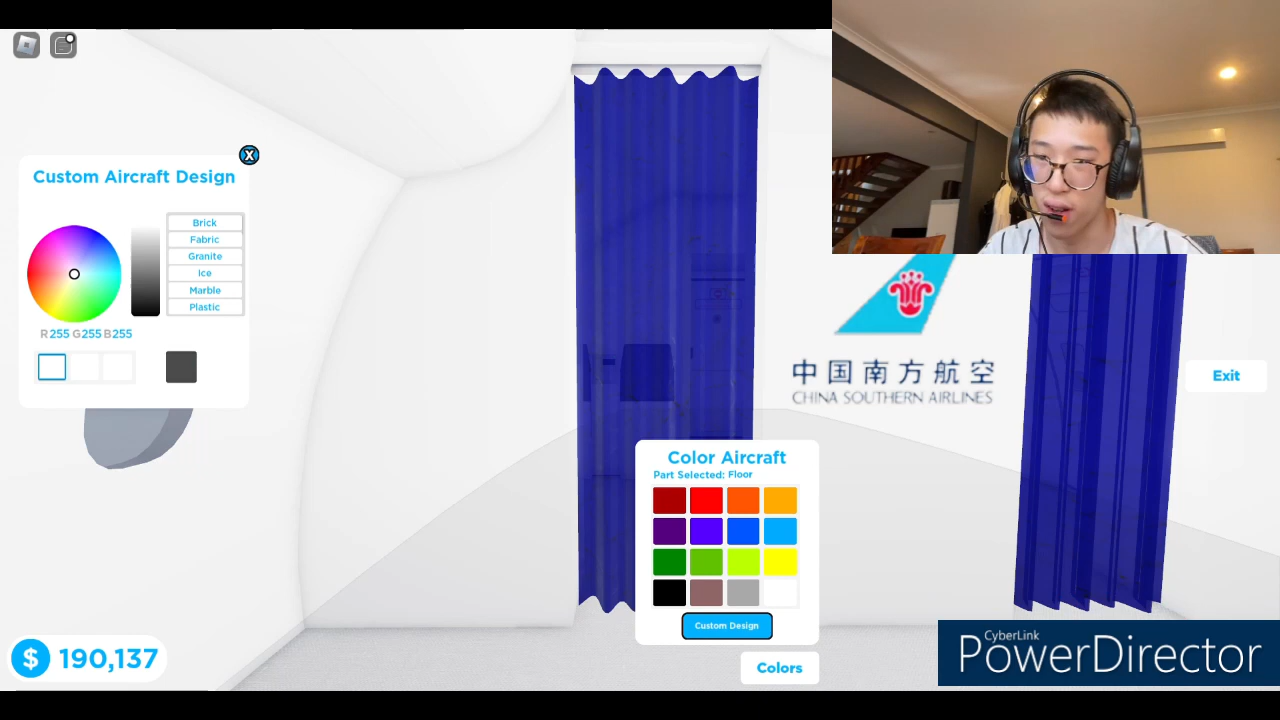 X
Custom Aircraft Design
Brick
Fabric
Granite
Ice
Marble
Plastic
R 255 G 255 B 255
中国南方航空
CHINA SOUTHERN AIRLINES
Exit
Color Aircraft
Part Selected: Floor
Custom Design
Colors
$ 190,137
CyberLink
PowerDirector